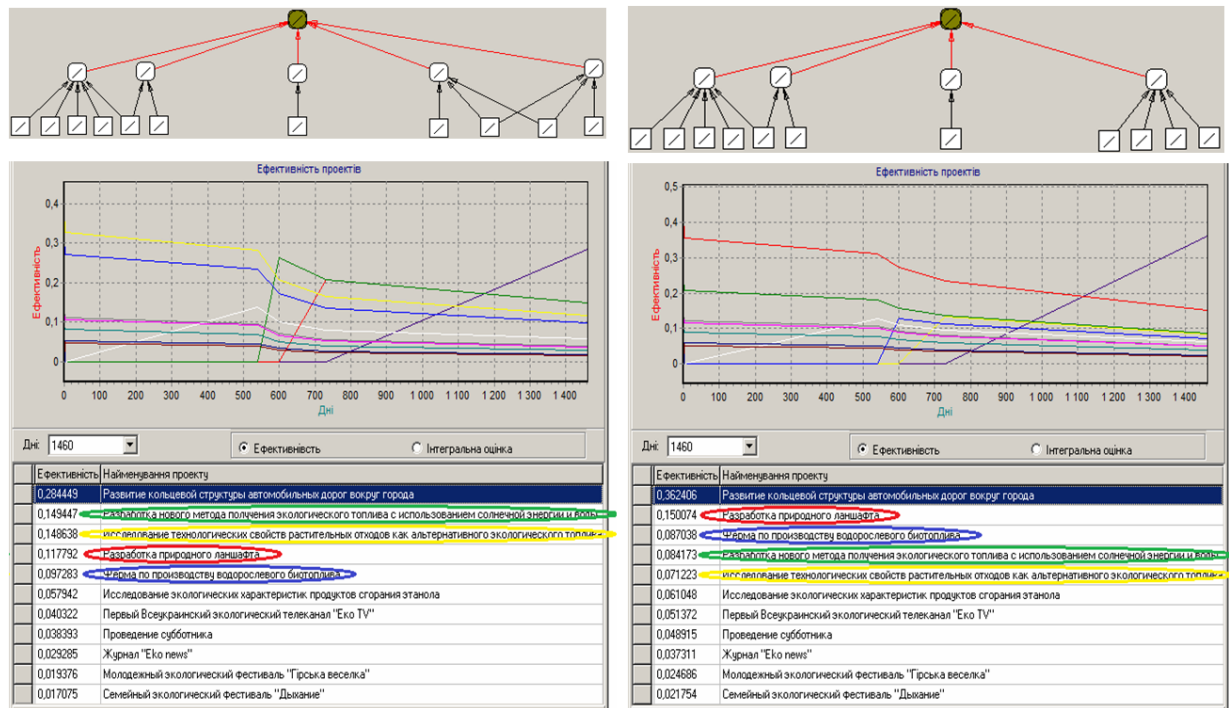 Ефективність проектів
0,4
0,3
0,2
0,1
0
Ефективність
0 100 200 300 400 500 600 700 800 900 1 000 1 100 1 200 1 300 1 400
Дні
Дні: 1460 Ефективність Інтегральна оцінка
Ефективність Найменування проекту
0,284449 Развитие кольцевой структуры автомобильных дорог вокруг города
0,149447 Разработка нового метода получения экологического топлива с использованием солнечной энергии и воды
0,148638 Исследование технологических свойств растительных отходов как альтернативного экологического топлива
0,117792 Разработка природного ланшафта
0,097283 Ферма по производству водорослевого биотоплива
0,057942 Исследование экологических характеристик продуктов сгорания этанола
0,040322 Первый Всеукраинский экологический телеканал "Еко TV"
0,038393 Проведение субботника
0,029285 Журнал "Eko news"
0,019376 Молодежный экологический фестиваль "Гірська веселка"
0,017075 Семейный экологический фестиваль "Дыхание"
Ефективність проектів
0,5
0,4
0,3
0,2
0,1
0
Ефективність
0 100 200 300 400 500 600 700 800 900 1 000 1 100 1 200 1 300 1 400
Дні
Дні: 1460 Ефективність Інтегральна оцінка
Ефективність Найменування проекту
0,362406 Развитие кольцевой структуры автомобильных дорог вокруг города
0,150074 Разработка природного ланшафта
0,087038 Ферма по производству водорослевого биотоплива
0,084173 Разработка нового метода получения экологического топлива с использованием солнечной энергии и воды
0,071223 Исследование технологических свойств растительных отходов как альтернативного экологического топлива
0,061048 Исследование экологических характеристик продуктов сгорания этанола
0,051372 Первый Всеукраинский экологический телеканал "Еко TV"
0,048915 Проведение субботника
0,037311 Журнал "Eko news"
0,024686 Молодежный экологический фестиваль "Гірська веселка"
0,021754 Семейный экологический фестиваль "Дыхание"